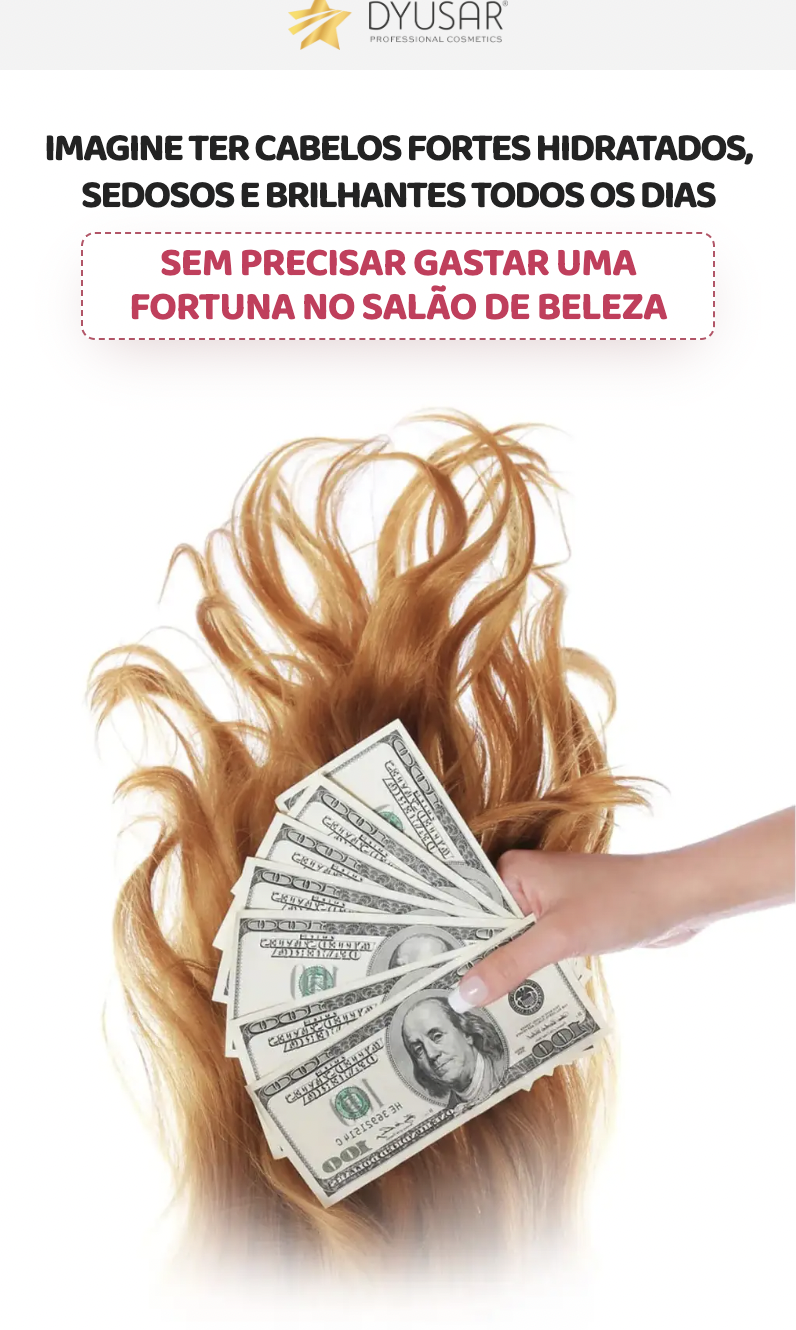 DYUSAR®
PROFESSIONAL COSMETICS
IMAGINE TER CABELOS FORTES HIDRATADOS,
SEDOSOS E BRILHANTES TODOS OS DIAS
SEM PRECISAR GASTAR UMA
FORTUNA NO SALÃO DE BELEZA